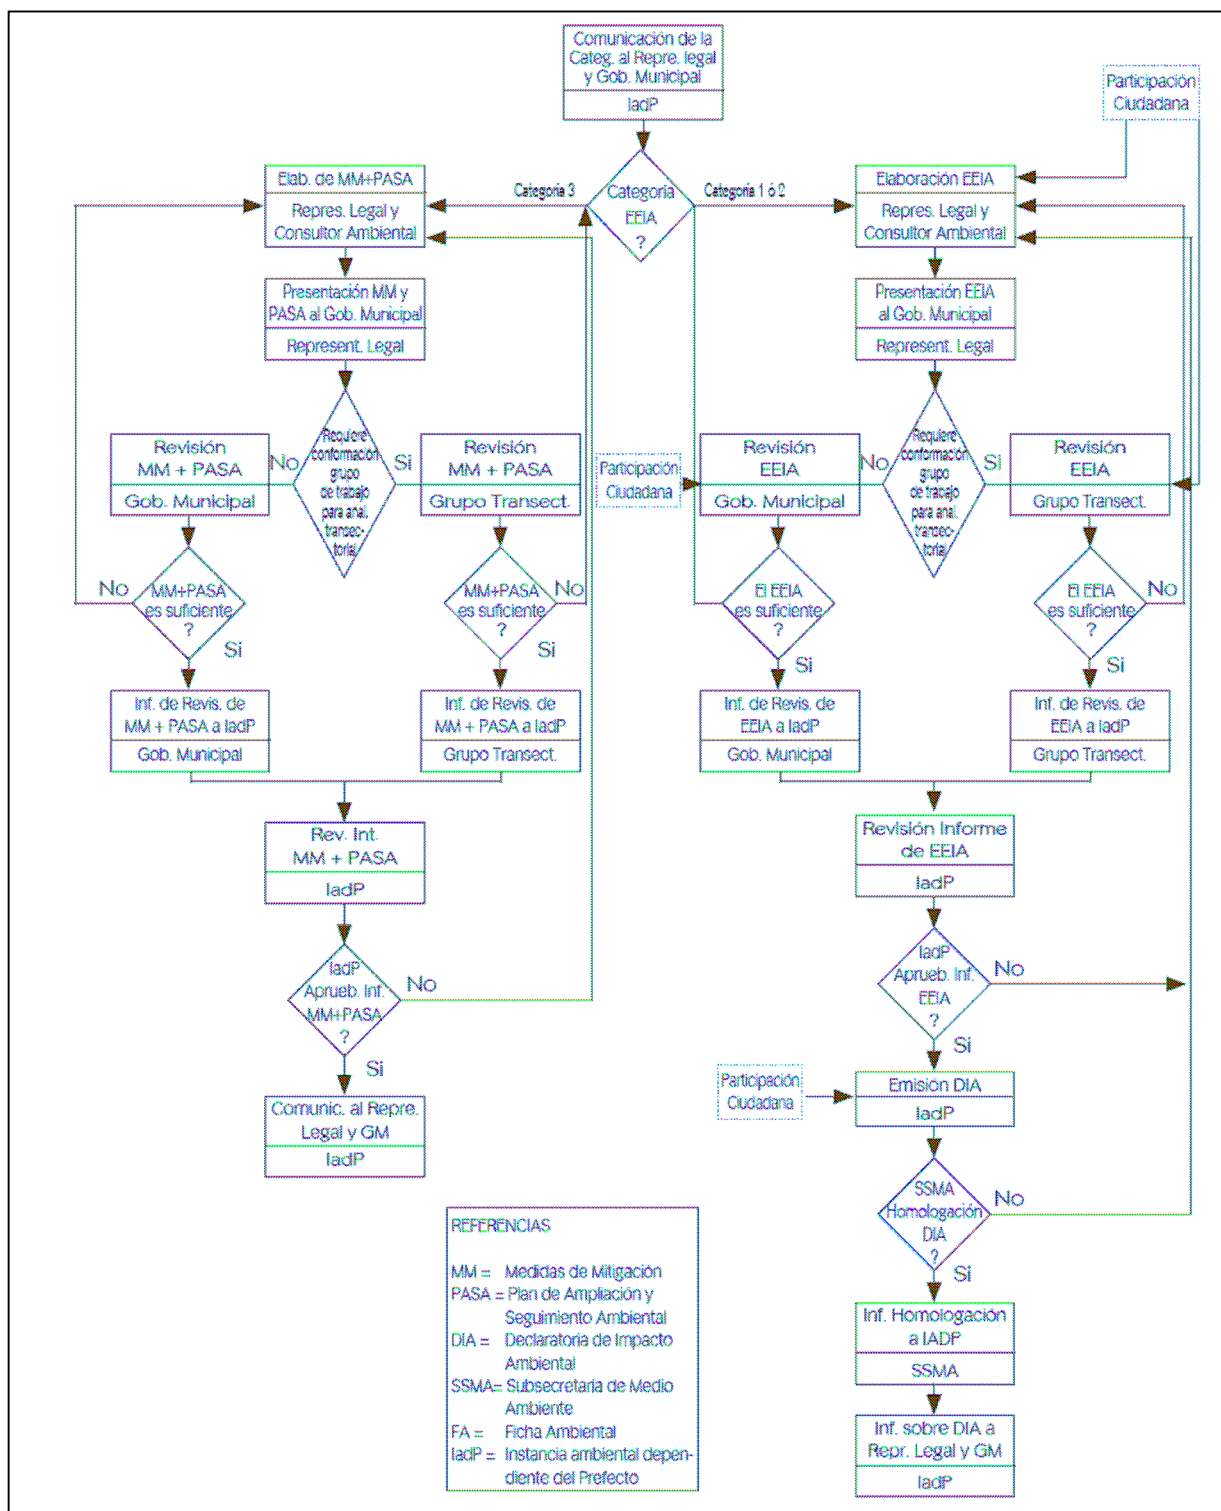 Comunicación de la
Categ. al Repre. legal
y Gob. Municipal
IadP
Participación
Ciudadana
Categoría
EEIA
?
Categoría 3
Categoría 1 ó 2
Elab. de MM+PASA
Repres. Legal y
Consultor Ambiental
Presentación MM y
PASA al Gob. Municipal
Represent. Legal
Requiere
conformación
grupo
de trabajo
para anal.
transec-
torial
No
Si
Revisión
MM + PASA
Gob. Municipal
Revisión
MM + PASA
Grupo Transect.
No
MM+PASA
es suficiente
?
Si
MM+PASA
es suficiente
?
No
Si
Inf. de Revis. de
MM + PASA a IadP
Gob. Municipal
Inf. de Revis. de
MM + PASA a IadP
Grupo Transect.
Rev. Int.
MM + PASA
IadP
IadP
Aprueb. Inf.
MM+PASA
?
No
Si
Comunic. al Repre.
Legal y GM
IadP
Elaboración EEIA
Repres. Legal y
Consultor Ambiental
Presentación EEIA
al Gob. Municipal
Represent. Legal
Requiere
conformación
grupo
de trabajo
para anal.
transec-
torial
No
Si
Participación
Ciudadana
Revisión
EEIA
Gob. Municipal
Revisión
EEIA
Grupo Transect.
El EEIA
es suficiente
?
Si
El EEIA
es suficiente
?
No
Si
Inf. de Revis. de
EEIA a IadP
Gob. Municipal
Inf. de Revis. de
EEIA a IadP
Grupo Transect.
Revisión Informe
de EEIA
IadP
IadP
Aprueb. Inf.
EEIA
?
No
Si
Participación
Ciudadana
Emisión DIA
IadP
SSMA
Homologación
DIA
?
No
Si
Inf. Homologación
a IADP
SSMA
Inf. sobre DIA a
Repr. Legal y GM
IadP
REFERENCIAS
MM = Medidas de Mitigación
PASA = Plan de Ampliación y
Seguimiento Ambiental
DIA = Declaratoria de Impacto
Ambiental
SSMA= Subsecretaria de Medio
Ambiente
FA = Ficha Ambiental
IadP = Instancia ambiental depen-
diente del Prefecto